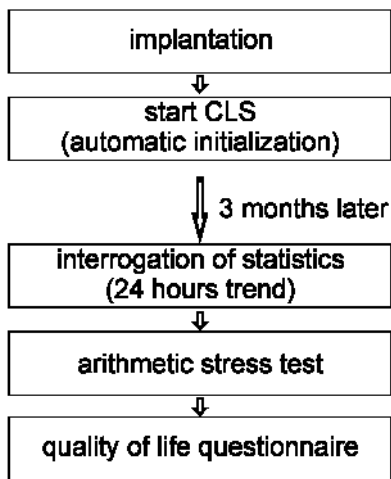 implantation
start CLS
(automatic initialization)
3 months later
interrogation of statistics
(24 hours trend)
arithmetic stress test
quality of life questionnaire